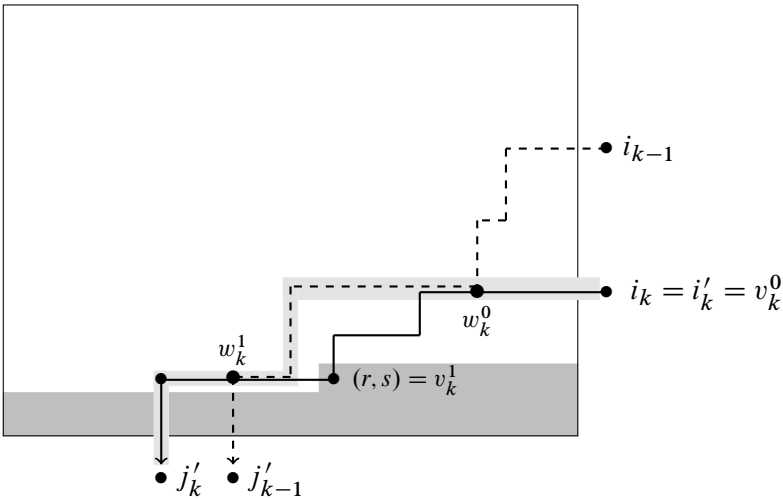 i_{k−1}
i_k = i′_k = v_k^0
w_k^0
w_k^1
(r, s) = v_k^1
j′_k
j′_{k−1}